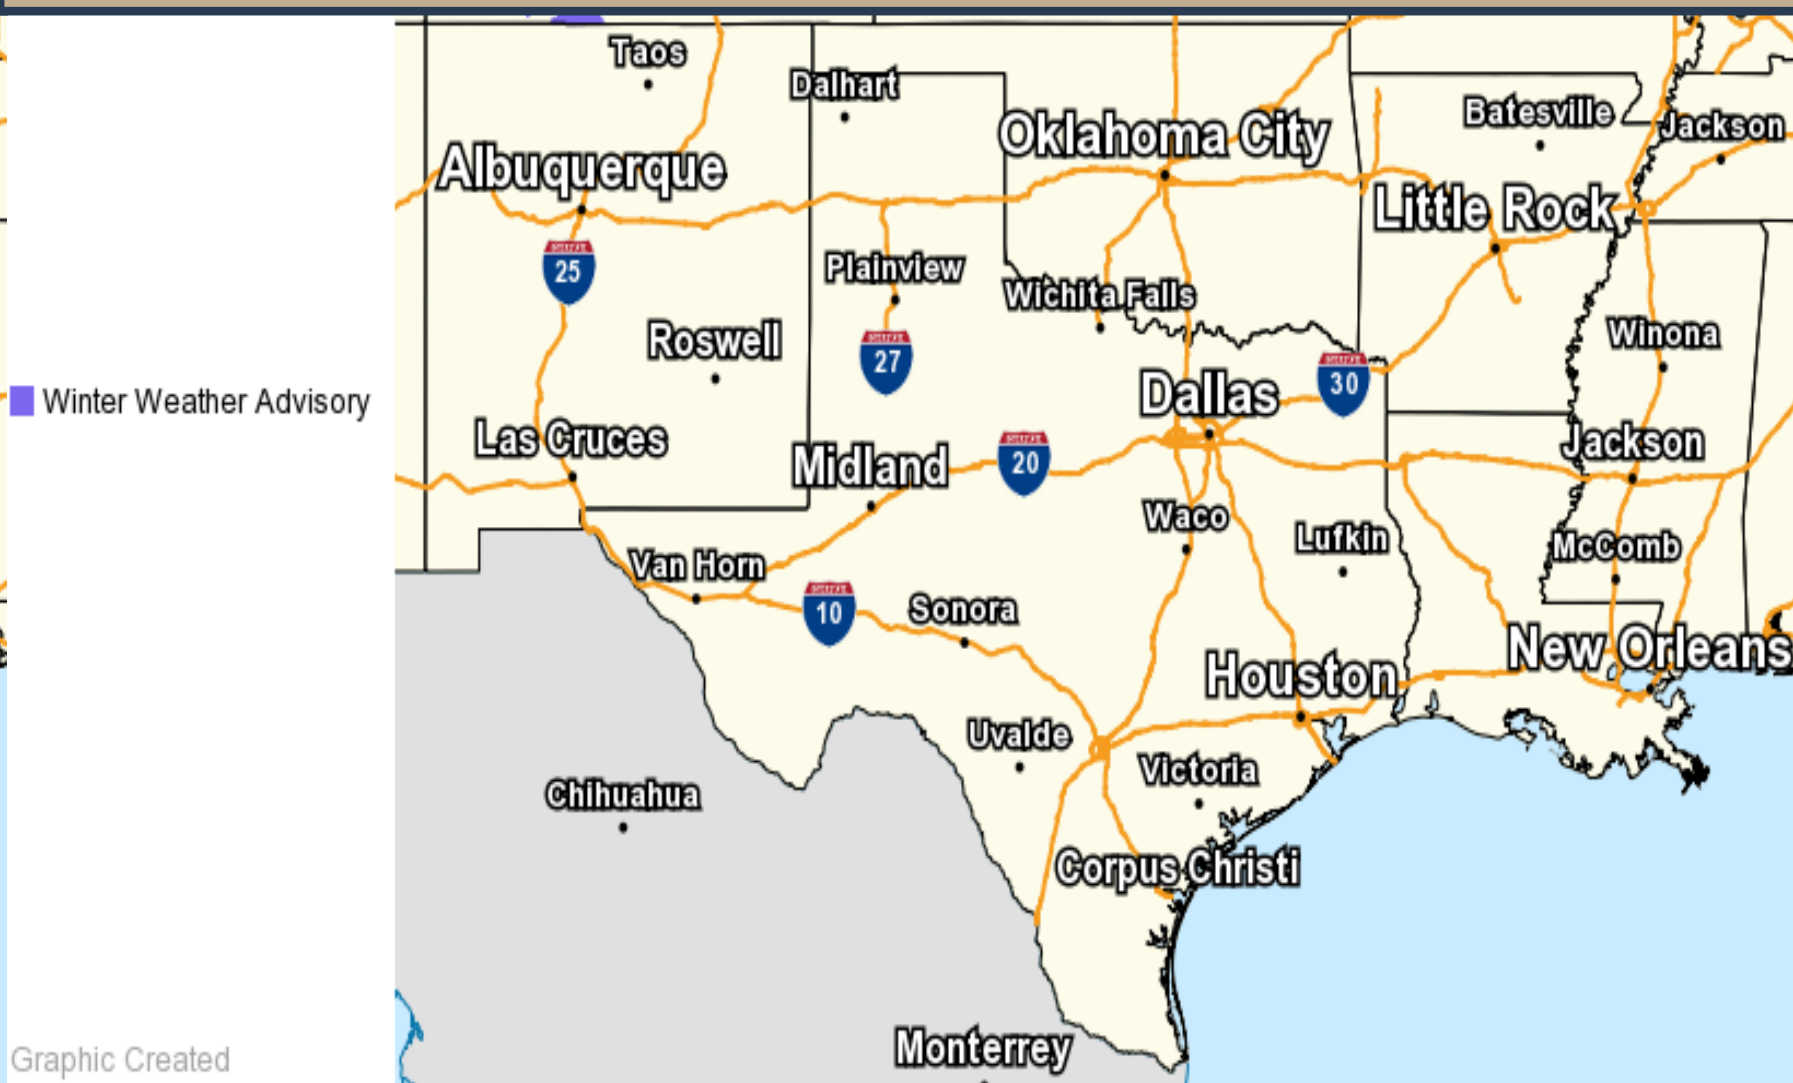 Taos
Dalhart
Oklahoma City
Batesville
Jackson
Albuquerque
Little Rock
25
Plainview
Wichita Falls
Roswell
Winona
27
30
Dallas
Winter Weather Advisory
Las Cruces
Midland
20
Jackson
Waco
Lufkin
McComb
Van Horn
10
Sonora
New Orleans
Houston
Uvalde
Victoria
Chihuahua
Corpus Christi
Monterrey
Graphic Created